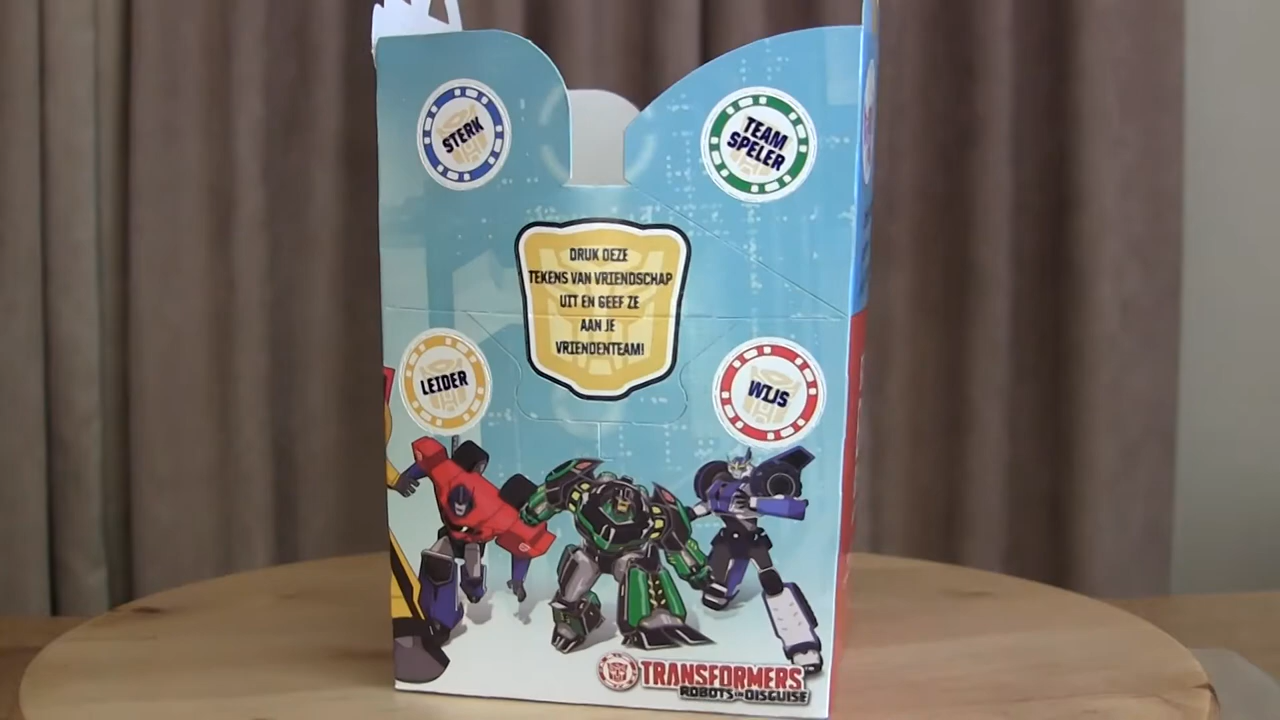 STERK
TEAM
SPELER
DRUK DEZE
TEKENS VAN VRIENDSCHAP
UIT EN GEEF ZE
AAN JE
VRIENDENTEAM!
LEIDER
WIJS
TRANSFORMERS
ROBOTS IN DISGUISE